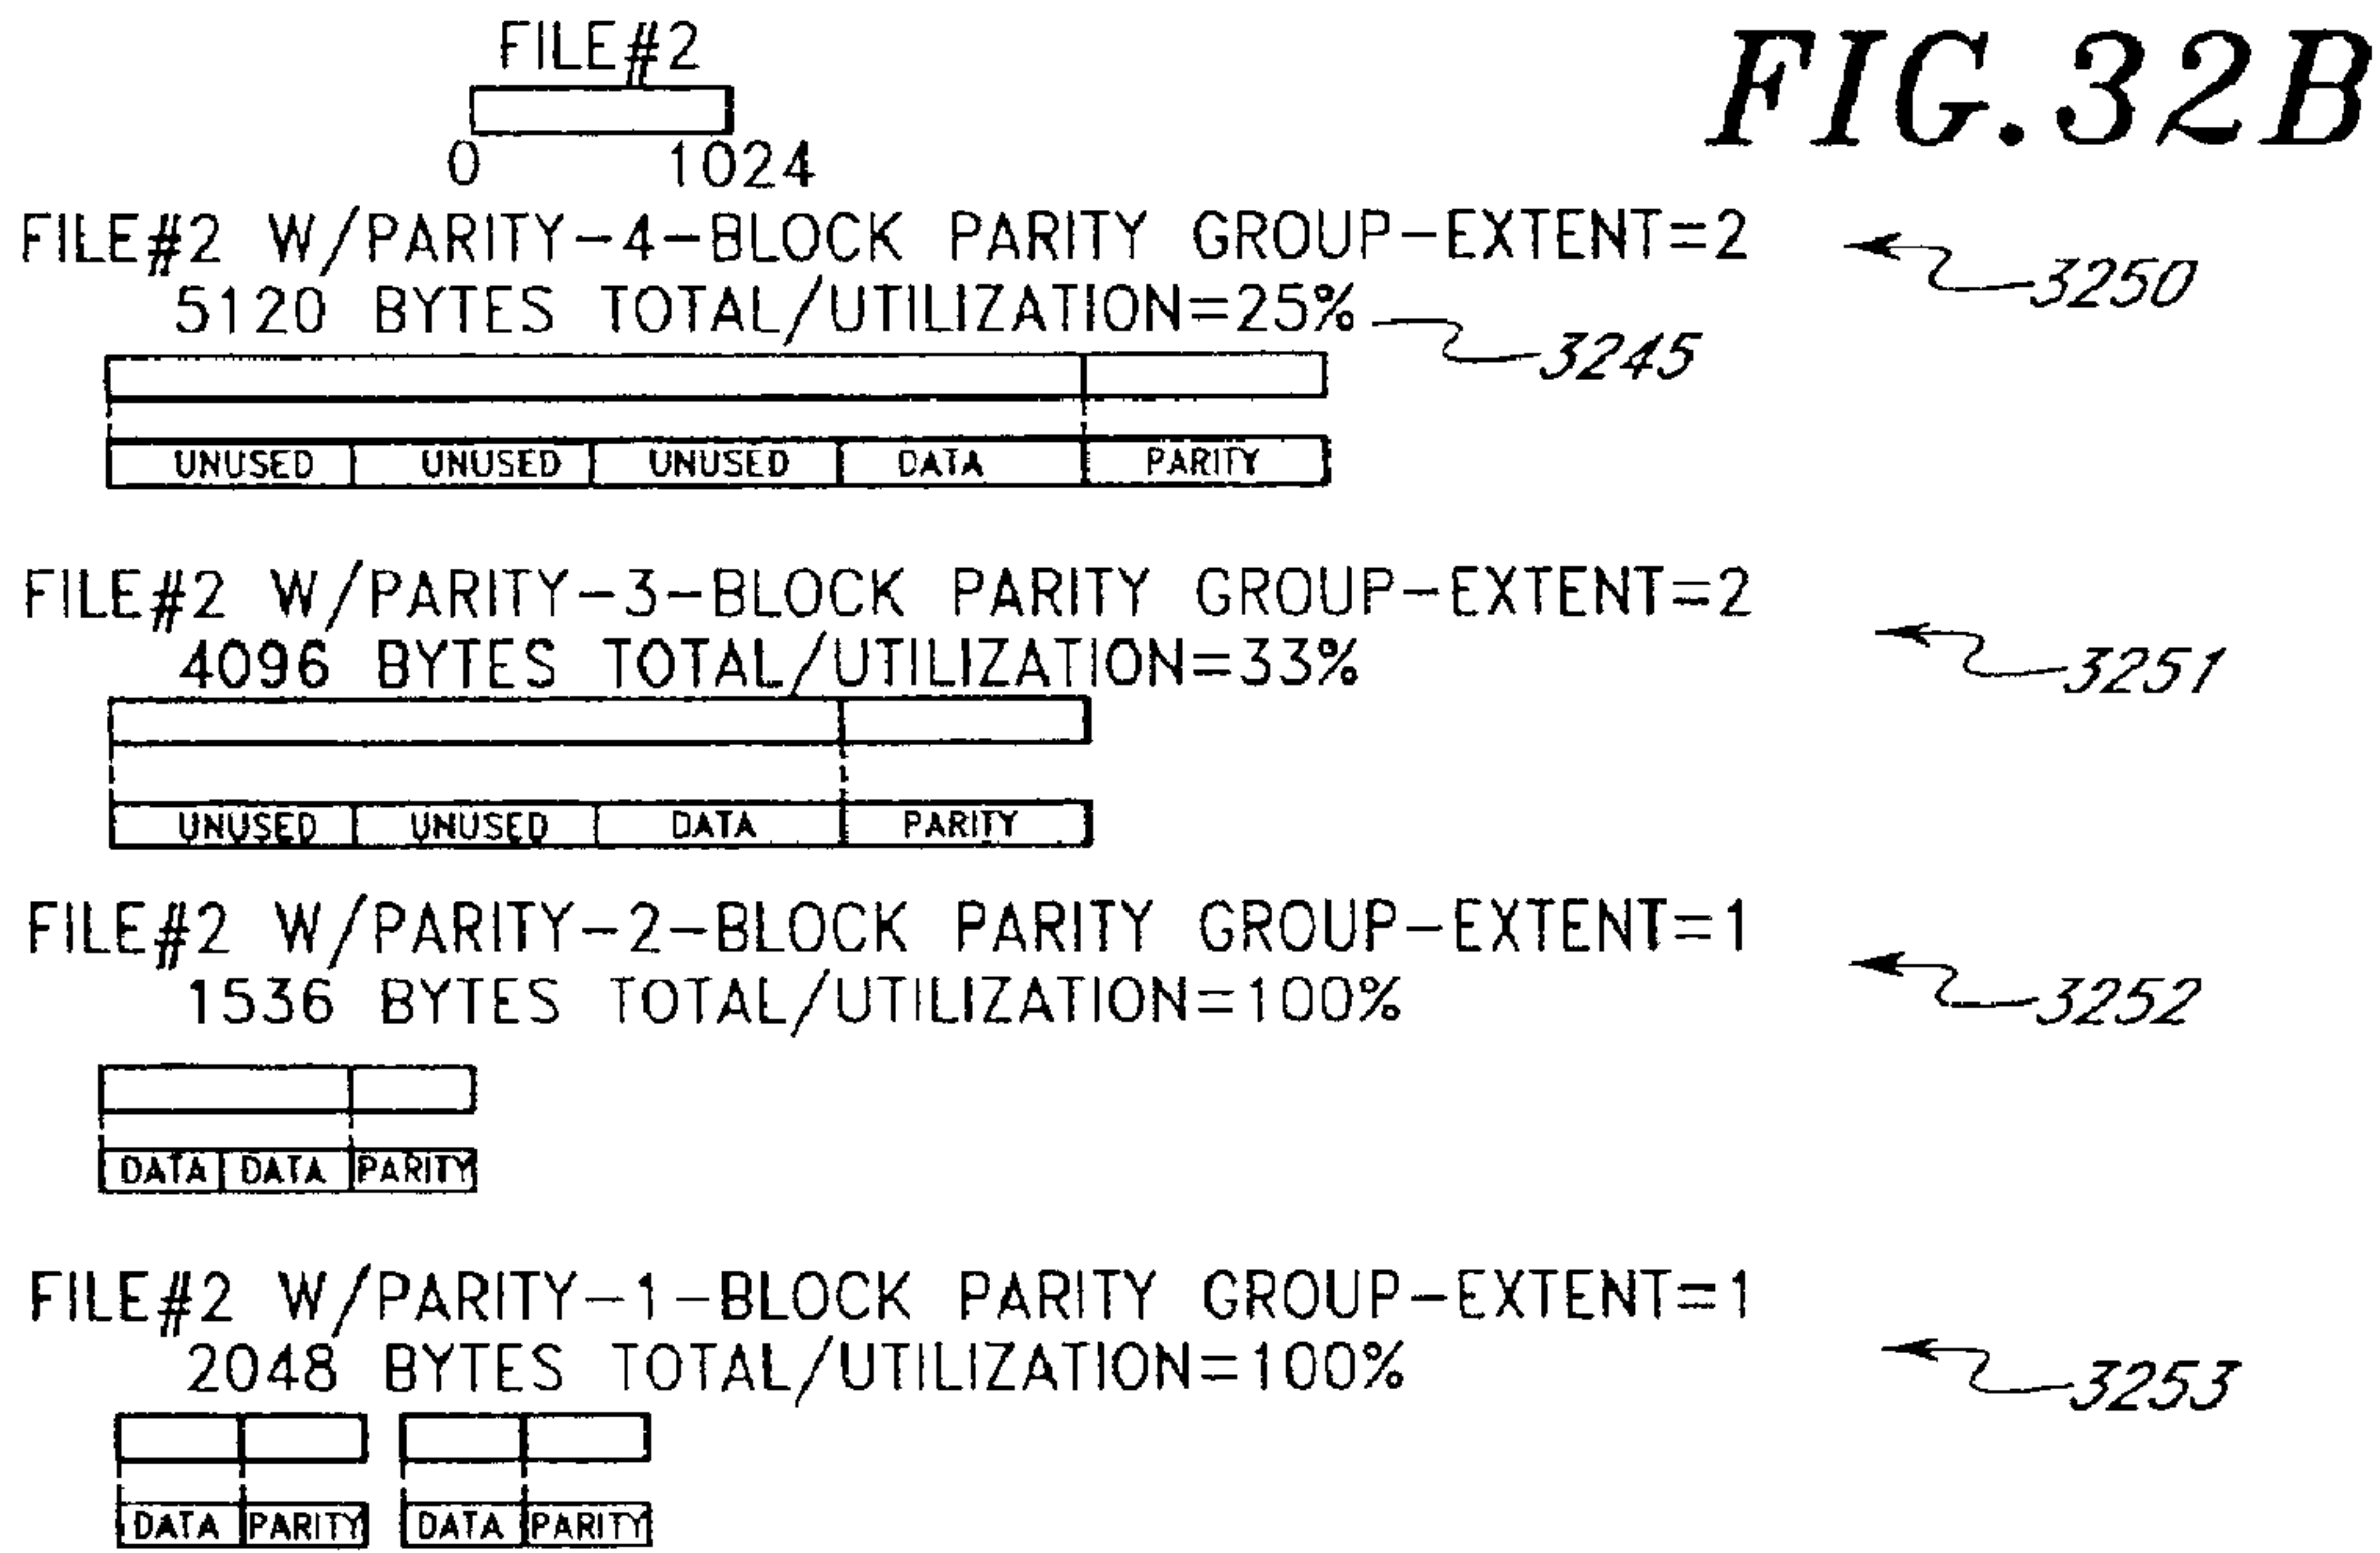 FILE#2
FIG.32B
0 1024
FILE#2 W/PARITY-4-BLOCK PARITY GROUP-EXTENT=2
3250
5120 BYTES TOTAL/UTILIZATION=25%
3245
UNUSED UNUSED UNUSED DATA PARITY
FILE#2 W/PARITY-3-BLOCK PARITY GROUP-EXTENT=2
4096 BYTES TOTAL/UTILIZATION=33%
3251
UNUSED UNUSED DATA PARITY
FILE#2 W/PARITY-2-BLOCK PARITY GROUP-EXTENT=1
1536 BYTES TOTAL/UTILIZATION=100%
3252
DATA DATA PARITY
FILE#2 W/PARITY-1-BLOCK PARITY GROUP-EXTENT=1
2048 BYTES TOTAL/UTILIZATION=100%
3253
DATA PARITY DATA PARITY